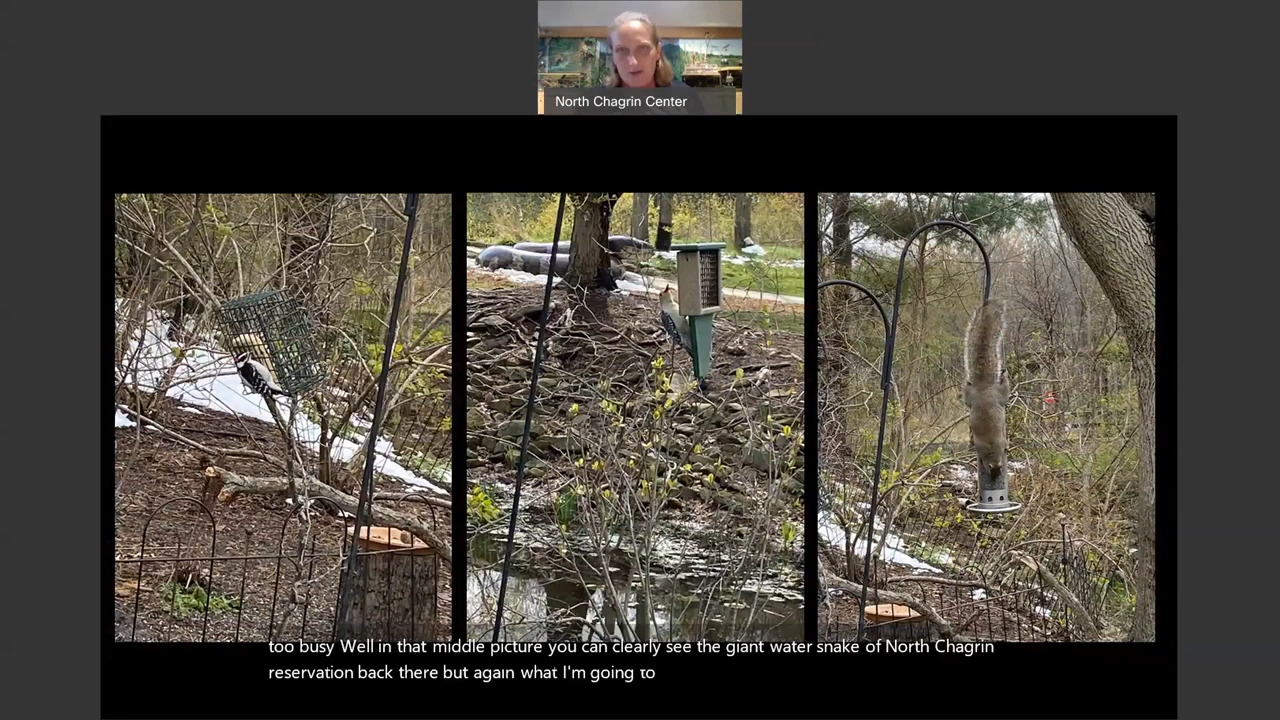 North Chagrin Center
too busy Well in that middle picture you can clearly see the giant water snake of North Chagrin
reservation back there but again what I'm going to